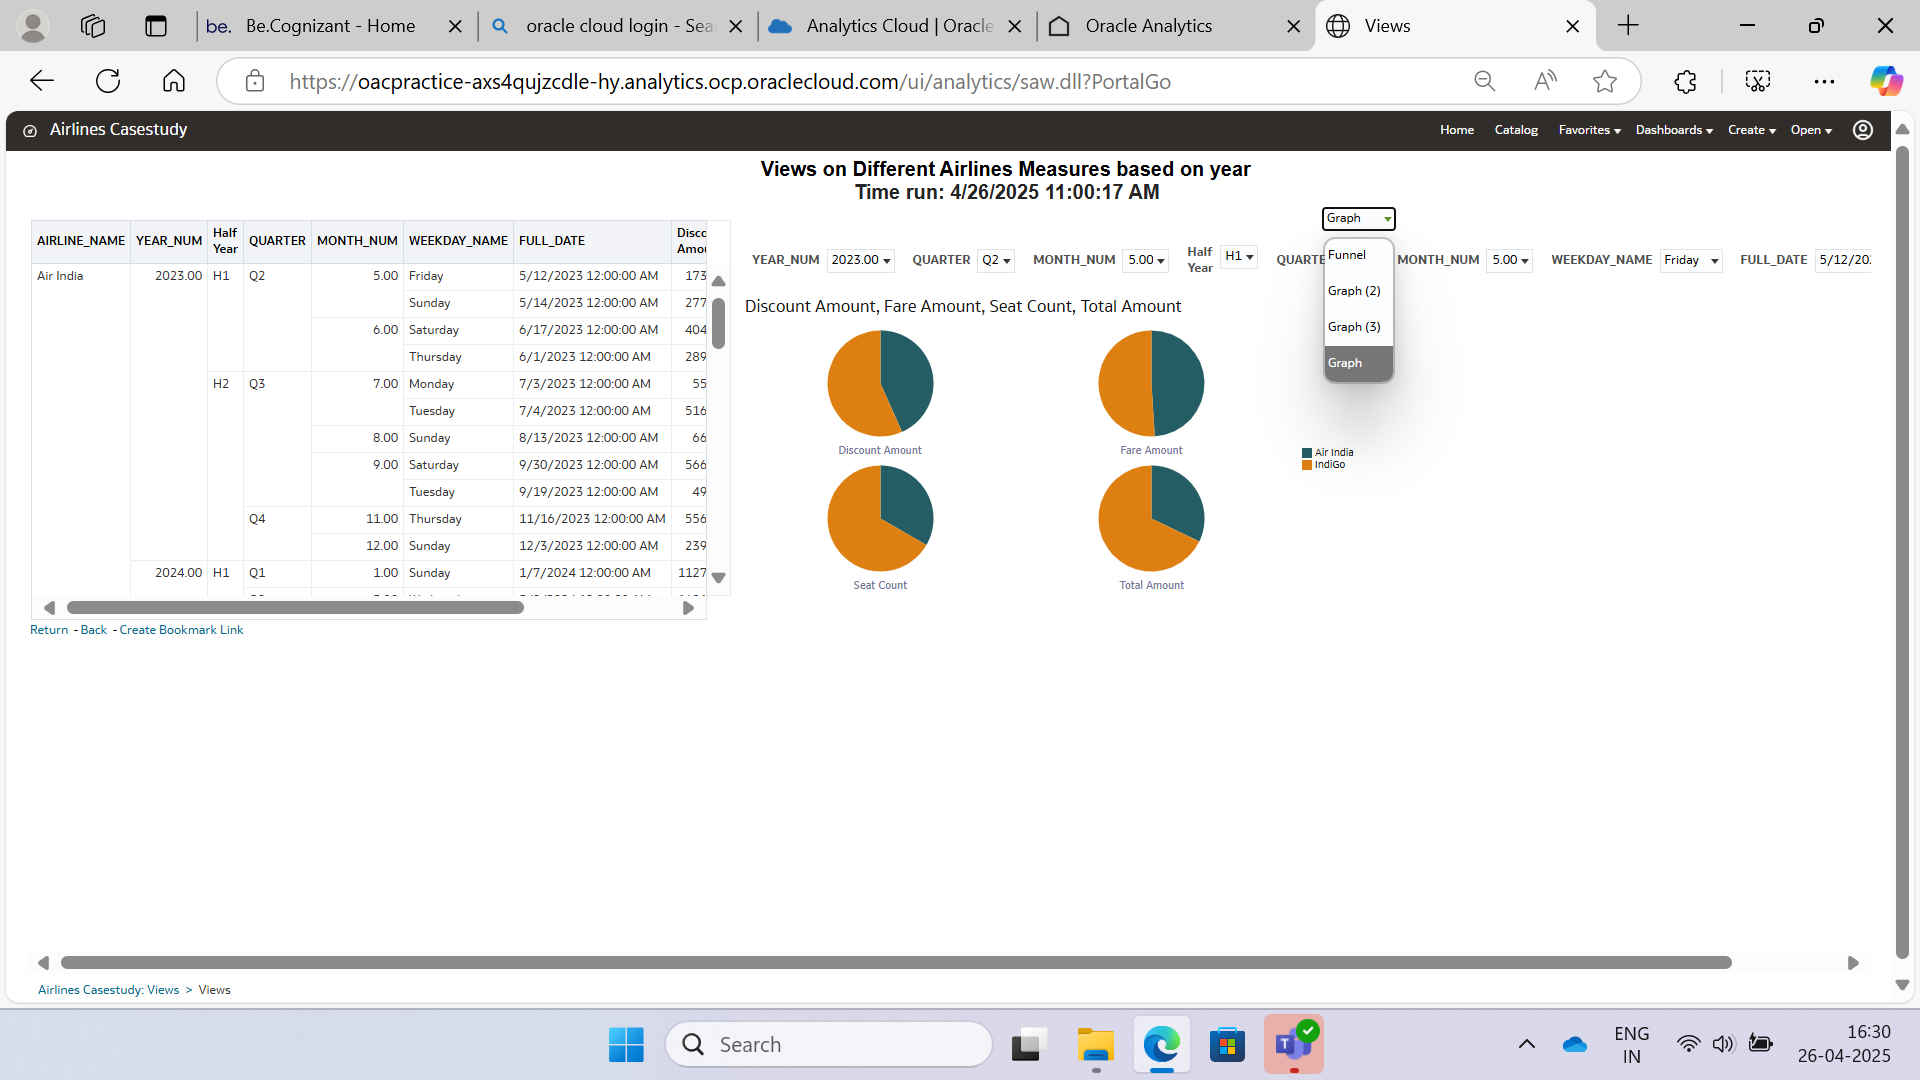 be. Be.Cognizant - Home
oracle cloud login - Sea
Analytics Cloud | Oracle
Oracle Analytics
Views
https://oacpractice-axs4qujzcdle-hy.analytics.ocp.oraclecloud.com/ui/analytics/saw.dll?PortalGo
Airlines Casestudy
Home Catalog Favorites Dashboards Create Open
Views on Different Airlines Measures based on year
Time run: 4/26/2025 11:00:17 AM
AIRLINE_NAME YEAR_NUM Half Year QUARTER MONTH_NUM WEEKDAY_NAME FULL_DATE Disco Amou
Air India 2023.00 H1 Q2 5.00 Friday 5/12/2023 12:00:00 AM 173
Sunday 5/14/2023 12:00:00 AM 277
6.00 Saturday 6/17/2023 12:00:00 AM 404
Thursday 6/1/2023 12:00:00 AM 289
H2 Q3 7.00 Monday 7/3/2023 12:00:00 AM 55
Tuesday 7/4/2023 12:00:00 AM 516
8.00 Sunday 8/13/2023 12:00:00 AM 66
9.00 Saturday 9/30/2023 12:00:00 AM 566
Tuesday 9/19/2023 12:00:00 AM 49
Q4 11.00 Thursday 11/16/2023 12:00:00 AM 556
12.00 Sunday 12/3/2023 12:00:00 AM 239
2024.00 H1 Q1 1.00 Sunday 1/7/2024 12:00:00 AM 1127
Return - Back - Create Bookmark Link
Graph
Funnel
Graph (2)
Graph (3)
Graph
YEAR_NUM 2023.00 QUARTER Q2 MONTH_NUM 5.00 Half Year H1 QUARTE MONTH_NUM 5.00 WEEKDAY_NAME Friday FULL_DATE 5/12/202
Discount Amount, Fare Amount, Seat Count, Total Amount
Discount Amount Fare Amount
Air India
IndiGo
Seat Count Total Amount
Airlines Casestudy: Views > Views
Search
ENG
IN
16:30
26-04-2025